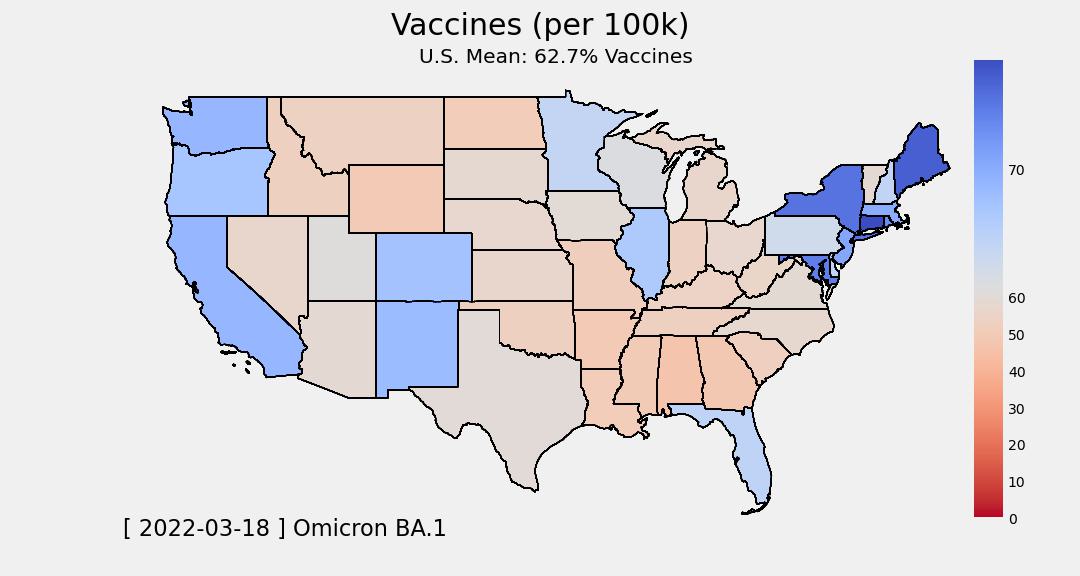 Vaccines (per 100k)
U.S. Mean: 62.7% Vaccines
70
60
50
40
30
20
10
0
[ 2022-03-18 ] Omicron BA.1